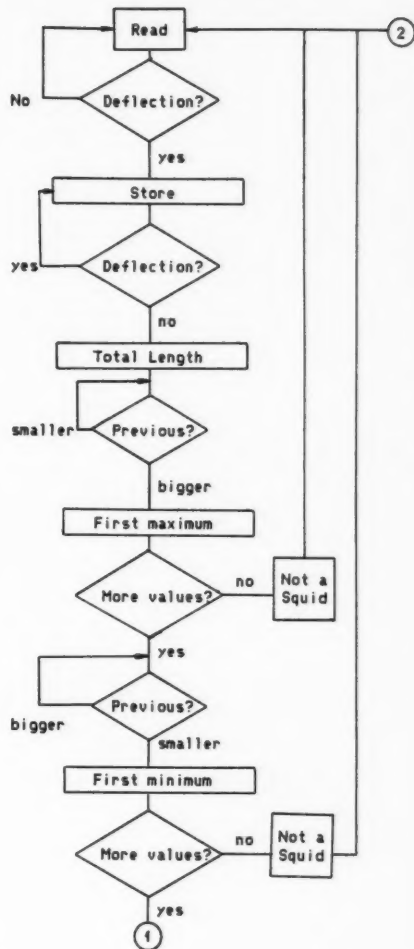 Read
2
No
Deflection?
yes
Store
yes
Deflection?
no
Total Length
smaller
Previous?
bigger
First maximum
More values?
no
Not a
Squid
yes
bigger
Previous?
smaller
First minimum
More values?
no
Not a
Squid
yes
1